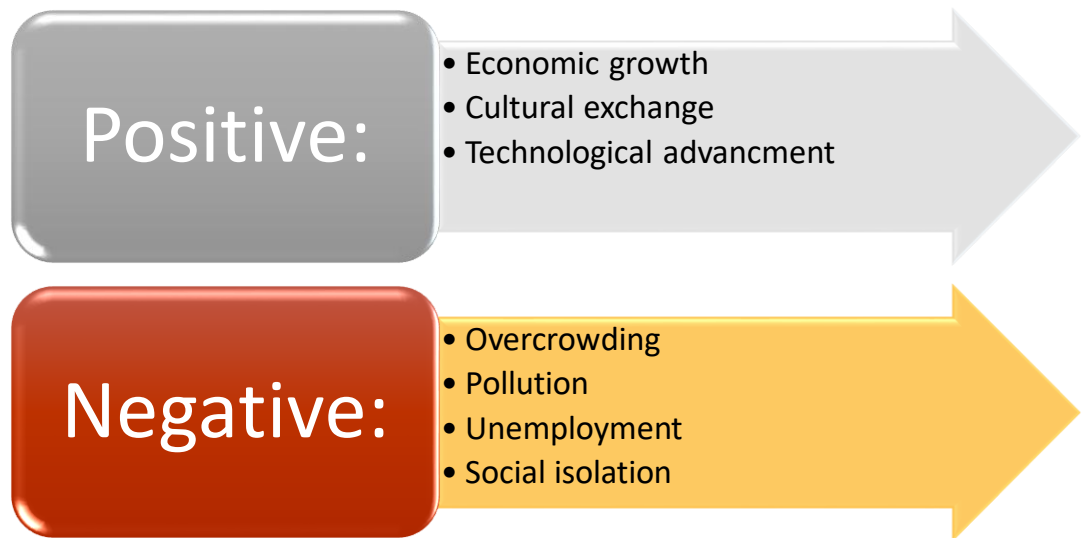 Positive:
• Economic growth
• Cultural exchange
• Technological advancment
Negative:
• Overcrowding
• Pollution
• Unemployment
• Social isolation